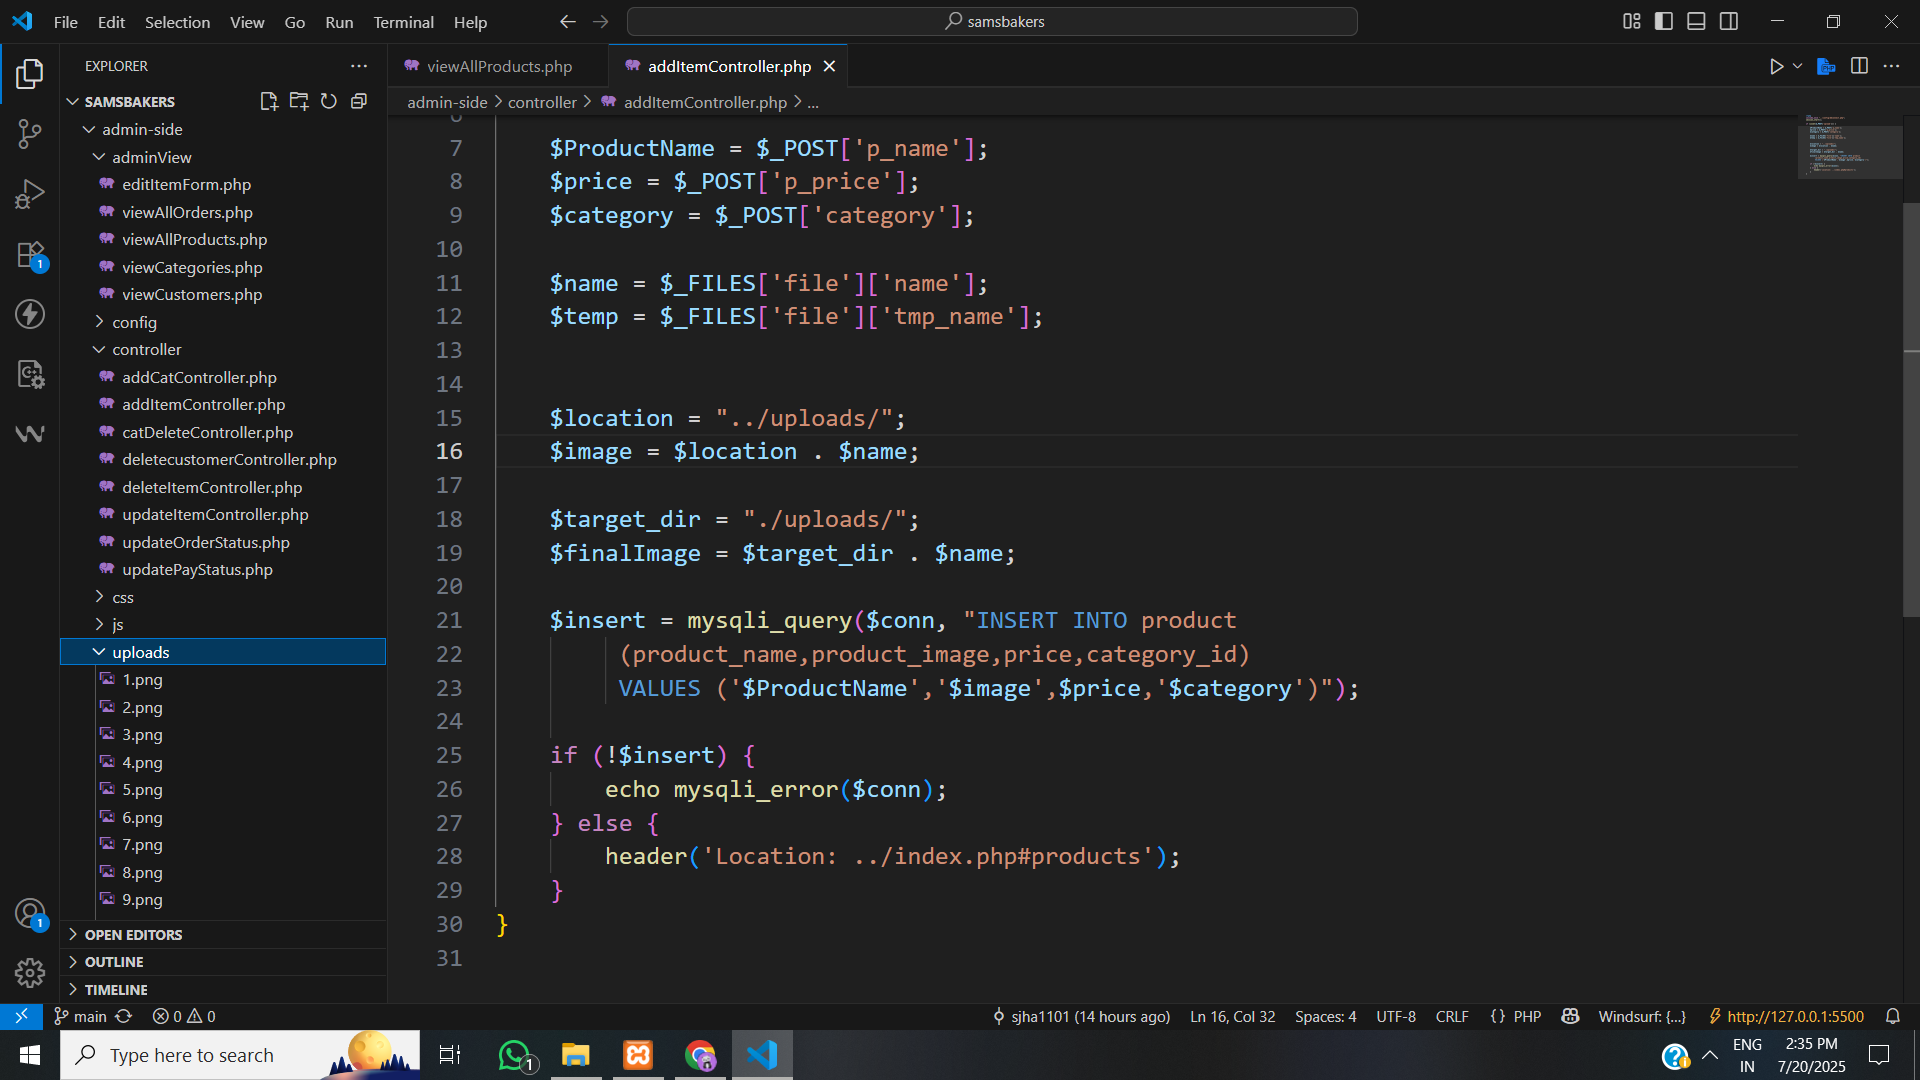 File Edit Selection View Go Run Terminal Help
samsbakers
EXPLORER
SAMSBAKERS
admin-side
adminView
editItemForm.php
viewAllOrders.php
viewAllProducts.php
viewCategories.php
viewCustomers.php
config
controller
addCatController.php
addItemController.php
catDeleteController.php
deletecustomerController.php
deleteItemController.php
updateItemController.php
updateOrderStatus.php
updatePayStatus.php
css
js
uploads
1.png
2.png
3.png
4.png
5.png
6.png
7.png
8.png
9.png
OPEN EDITORS
OUTLINE
TIMELINE
viewAllProducts.php addItemController.php
admin-side > controller > addItemController.php > ...
6
7 $ProductName = $_POST['p_name'];
8 $price = $_POST['p_price'];
9 $category = $_POST['category'];
10
11 $name = $_FILES['file']['name'];
12 $temp = $_FILES['file']['tmp_name'];
13
14
15 $location = "../uploads/";
16 $image = $location . $name;
17
18 $target_dir = "./uploads/";
19 $finalImage = $target_dir . $name;
20
21 $insert = mysqli_query($conn, "INSERT INTO product
22 (product_name,product_image,price,category_id)
23 VALUES ('$ProductName','$image',$price,'$category')");
24
25 if (!$insert) {
26 echo mysqli_error($conn);
27 } else {
28 header('Location: ../index.php#products');
29 }
30 }
31
main 0 0 sjha1101 (14 hours ago) Ln 16, Col 32 Spaces: 4 UTF-8 CRLF {} PHP Windsurf: {...} http://127.0.0.1:5500
Type here to search
1
1
1
ENG
IN
2:35 PM
7/20/2025